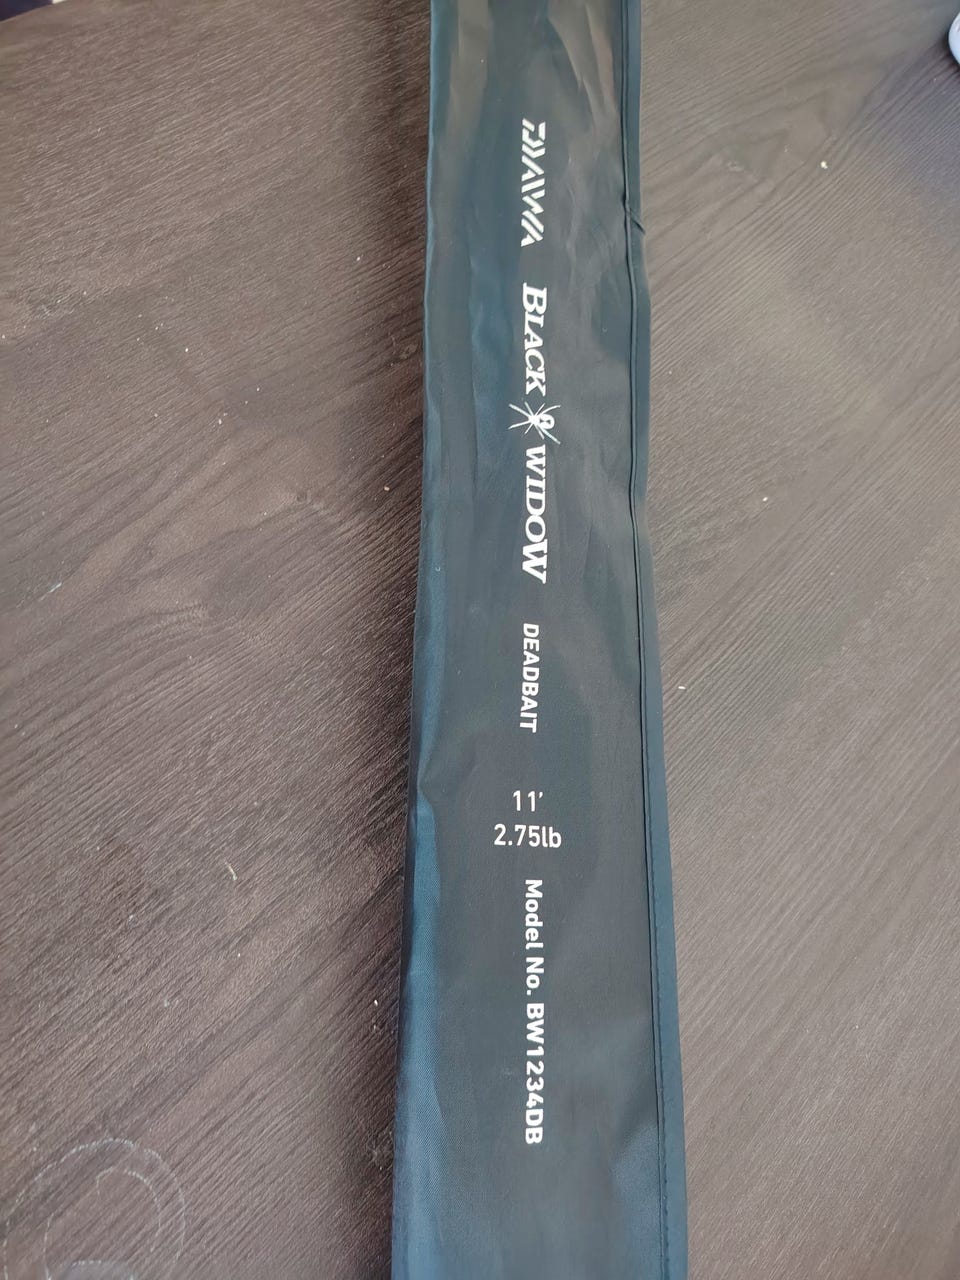 DAIWA
BLACK WIDOW
DEADBAIT
11'
2.75lb
Model No. BW1234DB